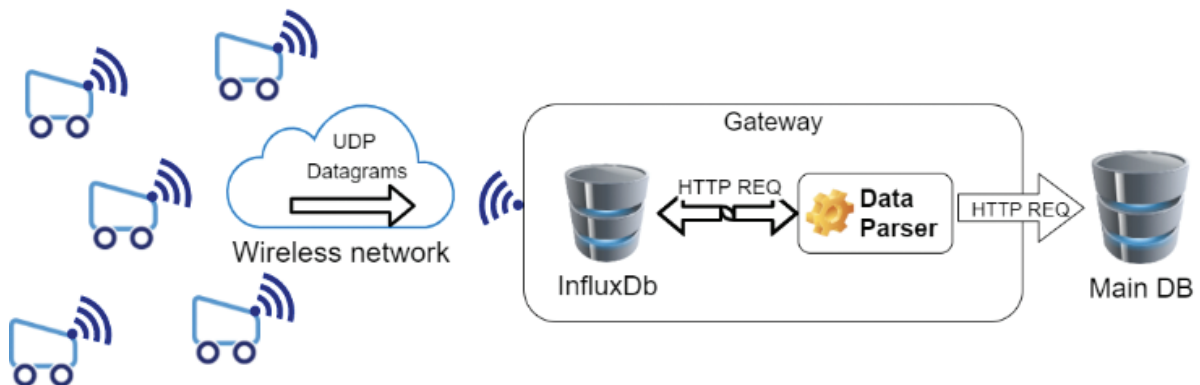 UDP
Datagrams
Wireless network
Gateway
InfluxDb
HTTP REQ
Data
Parser
HTTP REQ
Main DB